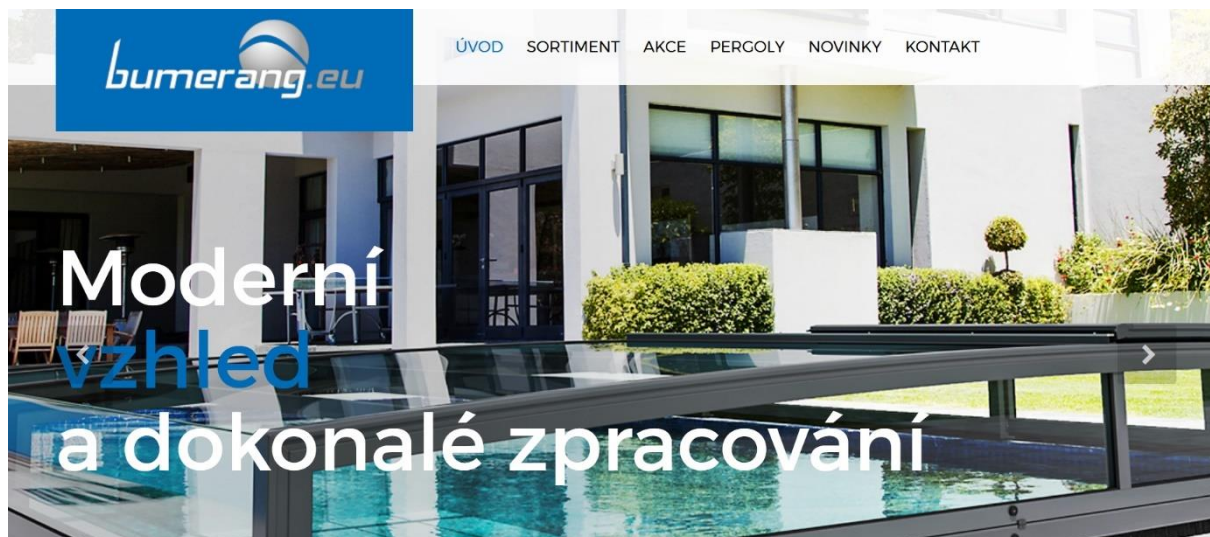 bumerang.eu
ÚVOD SORTIMENT AKCE PERGOLY NOVINKY KONTAKT
Moderní
vzhled
a dokonalé zpracování